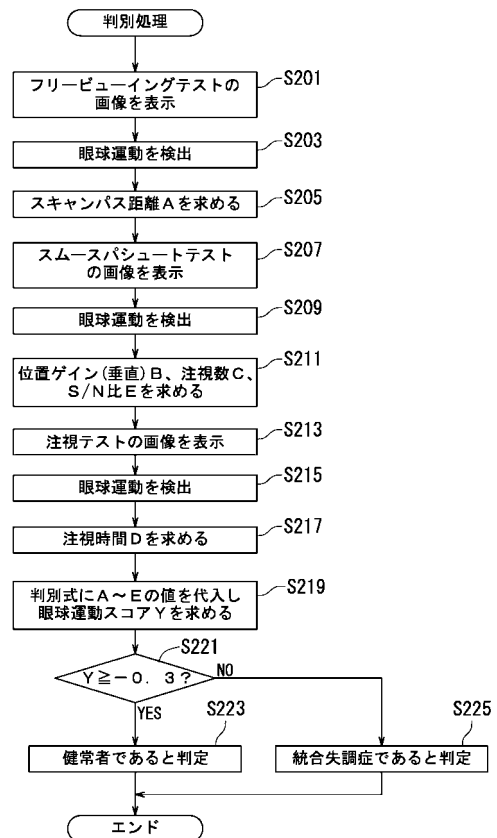 判別処理
フリービューイングテストの
画像を表示
S201
眼球運動を検出
S203
スキャンパス距離Ａを求める
S205
スムースパシュートテスト
の画像を表示
S207
眼球運動を検出
S209
位置ゲイン(垂直)Ｂ、注視数Ｃ、
Ｓ/Ｎ比Ｅを求める
S211
注視テストの画像を表示
S213
眼球運動を検出
S215
注視時間Ｄを求める
S217
判別式にＡ～Ｅの値を代入し
眼球運動スコアＹを求める
S219
Ｙ≧－０．３？
S221
NO
YES
健常者であると判定
S223
統合失調症であると判定
S225
エンド